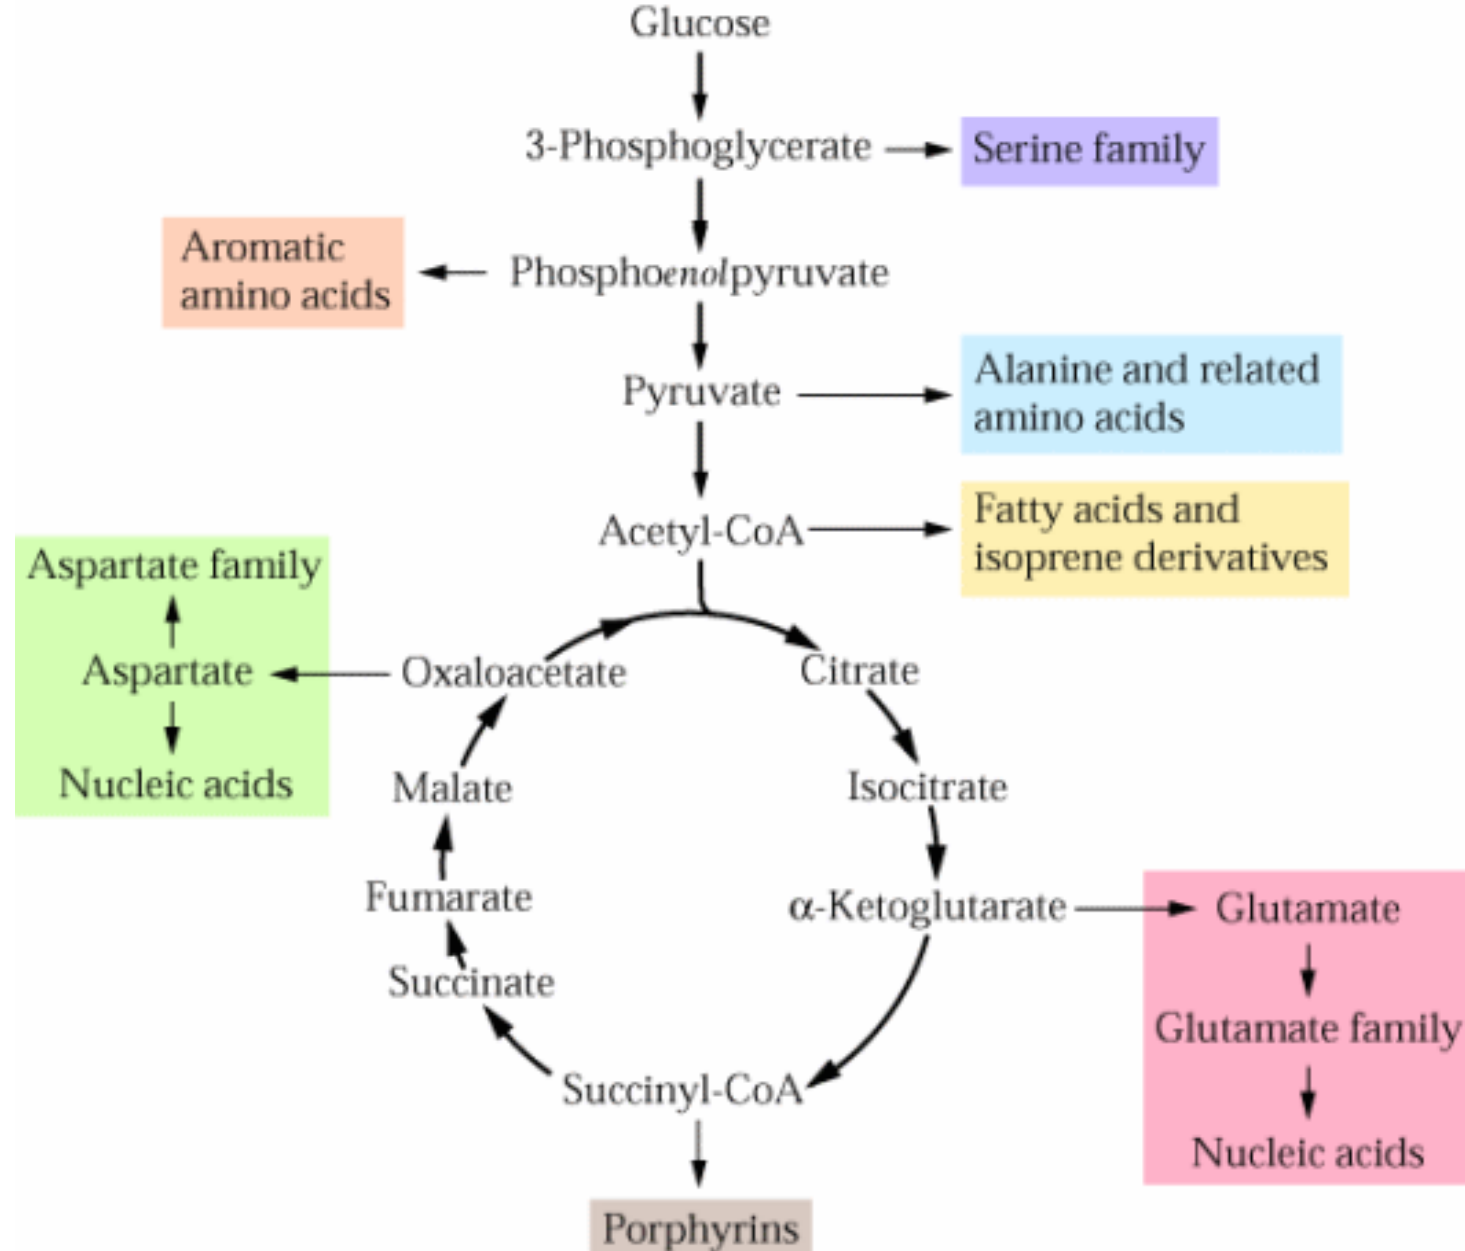 Glucose
3-Phosphoglycerate
Serine family
Aromatic
amino acids
Phosphoenolpyruvate
Pyruvate
Alanine and related
amino acids
Acetyl-CoA
Fatty acids and
isoprene derivatives
Aspartate family
Aspartate
Nucleic acids
Oxaloacetate
Citrate
Malate
Isocitrate
Fumarate
α-Ketoglutarate
Glutamate
Succinate
Glutamate family
Succinyl-CoA
Nucleic acids
Porphyrins